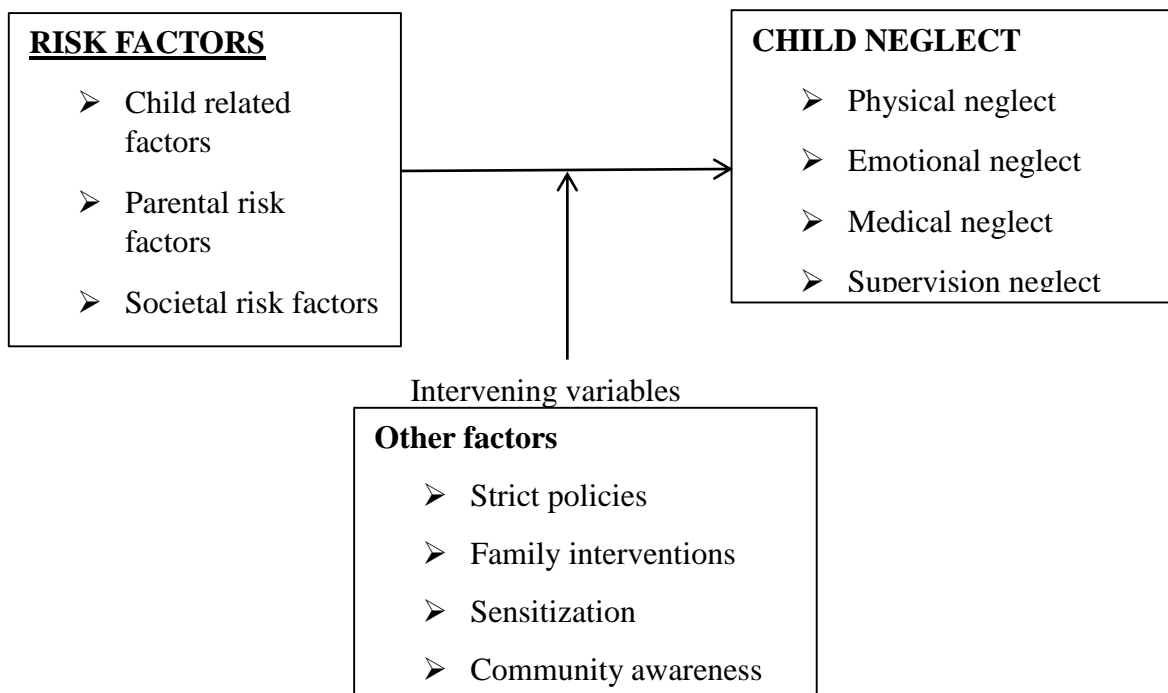 RISK FACTORS
➢ Child related
factors
➢ Parental risk
factors
➢ Societal risk factors
CHILD NEGLECT
➢ Physical neglect
➢ Emotional neglect
➢ Medical neglect
➢ Supervision neglect
Intervening variables
Other factors
➢ Strict policies
➢ Family interventions
➢ Sensitization
➢ Community awareness